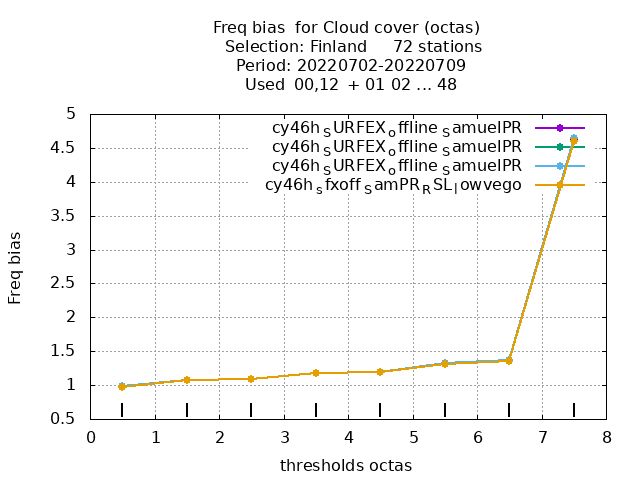 Freq bias for Cloud cover (octas)
Selection: Finland 72 stations
Period: 20220702-20220709
Used 00,12 + 01 02 ... 48
cy46h_SURFEX_offline_SamuelPR
cy46h_SURFEX_offline_SamuelPR
cy46h_SURFEX_offline_SamuelPR
cy46h_sfxoff_SamPR_RSL_lowvego
5
4.5
4
3.5
3
2.5
2
1.5
1
0.5
Freq bias
0 1 2 3 4 5 6 7 8
thresholds octas